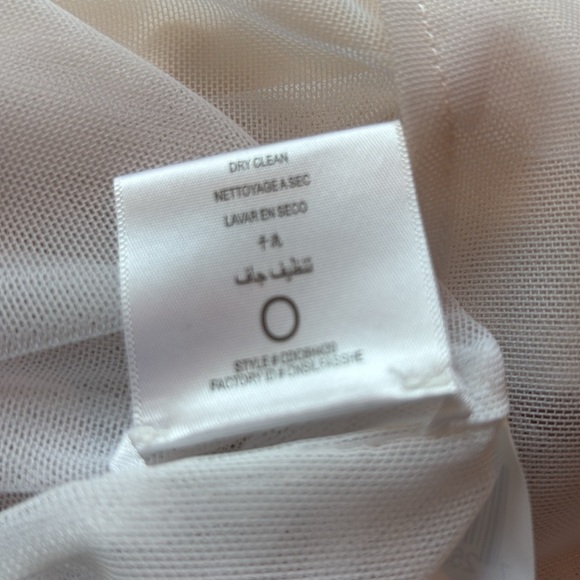 DRY CLEAN
NETTOYAGE A SEC
LAVAR EN SECO
干洗
تنظيف جاف
STYLE #
FACTORY ID #